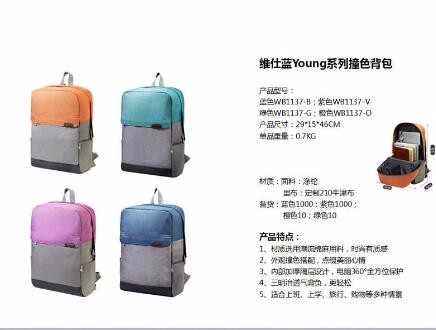 维仕蓝Young系列撞色背包
产品型号：
蓝色WB1137-B；紫色WB1137-V
绿色WB1137-G；橙色WB1137-O
产品尺寸：29*15*46CM
单品重量：0.7KG
材质：面料：涤纶
里布：定制210牛津布
备货：蓝色1000；紫色1000；
橙色10；绿色10
产品特点：
1、材质选用潮流棉麻用料，时尚有质感
2、外观撞色搭配，点缀美丽心情
3、内部加厚隔层设计，电脑360°全方位保护
4、三明治透气背负，更轻松
5、适合上班、上学、旅行、购物等多种情景